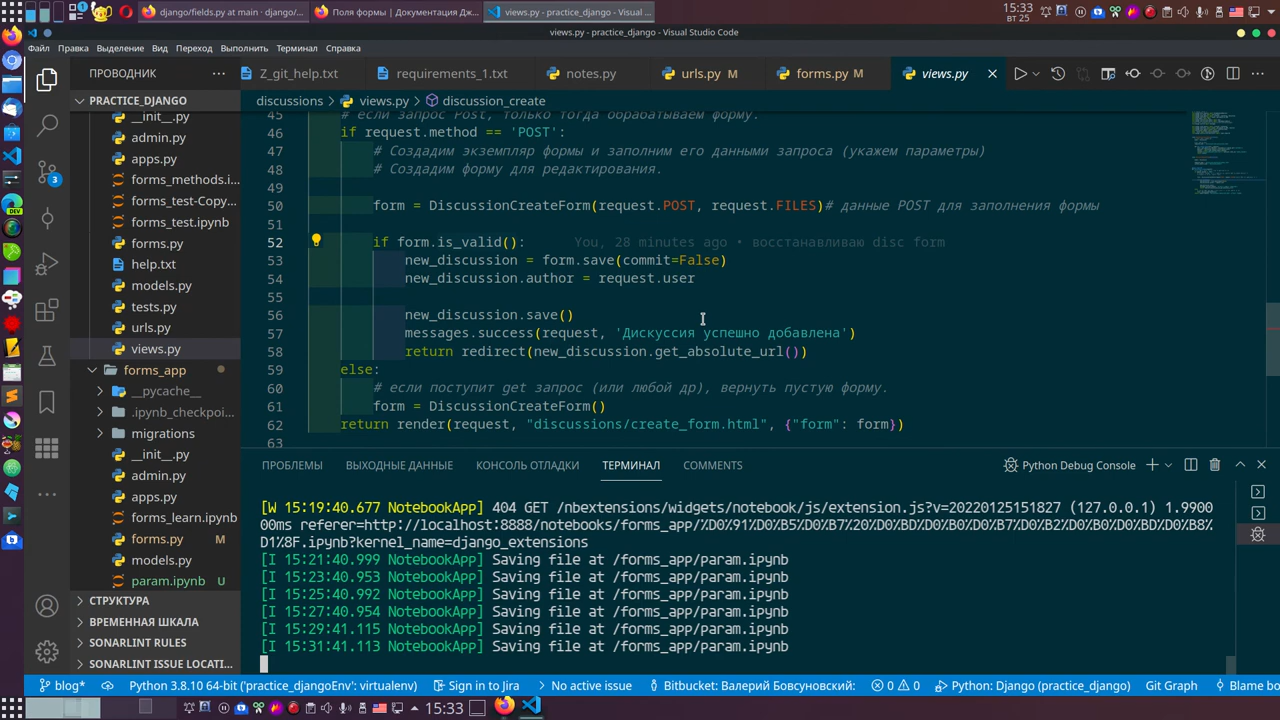 django/fields.py at main · django/...
Поля формы | Документация Дж...
views.py - practice_django - Visual ...
15:33
ВТ 25
views.py - practice_django - Visual Studio Code
Файл Правка Выделение Вид Переход Выполнить Терминал Справка
ПРОВОДНИК
Z_git_help.txt
requirements_1.txt
notes.py
urls.py M
forms.py M
views.py
PRACTICE_DJANGO
discussions
views.py
discussion_create
__init__.py
admin.py
apps.py
forms_methods.i...
forms_test-Copy...
forms_test.ipynb
forms.py
help.txt
models.py
tests.py
urls.py
views.py
forms_app
__pycache__
.ipynb_checkpoi...
migrations
__init__.py
admin.py
apps.py
forms_learn.ipynb
forms.py M
models.py
param.ipynb U
СТРУКТУРА
ВРЕМЕННАЯ ШКАЛА
SONARLINT RULES
SONARLINT ISSUE LOCATI...
3
DEV
45 # если запрос Post, только тогда обрабатываем форму.
46 if request.method == 'POST':
47 # Создадим экземпляр формы и заполним его данными запроса (укажем параметры)
48 # Создадим форму для редактирования.
49
50 form = DiscussionCreateForm(request.POST, request.FILES)# данные POST для заполнения формы
51
52 if form.is_valid(): You, 28 minutes ago • восстанавливаю disc form
53 new_discussion = form.save(commit=False)
54 new_discussion.author = request.user
55
56 new_discussion.save()
57 messages.success(request, 'Дискуссия успешно добавлена')
58 return redirect(new_discussion.get_absolute_url())
59 else:
60 # если поступит get запрос (или любой др), вернуть пустую форму.
61 form = DiscussionCreateForm()
62 return render(request, "discussions/create_form.html", {"form": form})
63
ПРОБЛЕМЫ ВЫХОДНЫЕ ДАННЫЕ КОНСОЛЬ ОТЛАДКИ ТЕРМИНАЛ COMMENTS
Python Debug Console
[W 15:19:40.677 NotebookApp] 404 GET /nbextensions/widgets/notebook/js/extension.js?v=20220125151827 (127.0.0.1) 1.9900
00ms referer=http://localhost:8888/notebooks/forms_app/%D0%91%D0%B5%D0%B7%20%D0%BD%D0%B0%D0%B7%D0%B2%D0%B0%D0%BD%D0%B8%
D1%8F.ipynb?kernel_name=django_extensions
[I 15:21:40.999 NotebookApp] Saving file at /forms_app/param.ipynb
[I 15:23:40.953 NotebookApp] Saving file at /forms_app/param.ipynb
[I 15:25:40.992 NotebookApp] Saving file at /forms_app/param.ipynb
[I 15:27:40.954 NotebookApp] Saving file at /forms_app/param.ipynb
[I 15:29:41.115 NotebookApp] Saving file at /forms_app/param.ipynb
[I 15:31:41.113 NotebookApp] Saving file at /forms_app/param.ipynb
blog* Python 3.8.10 64-bit ('practice_djangoEnv': virtualenv) Sign in to Jira No active issue Bitbucket: Валерий Бовсуновский: 0 0 Python: Django (practice_django) Git Graph Blame bo
15:33